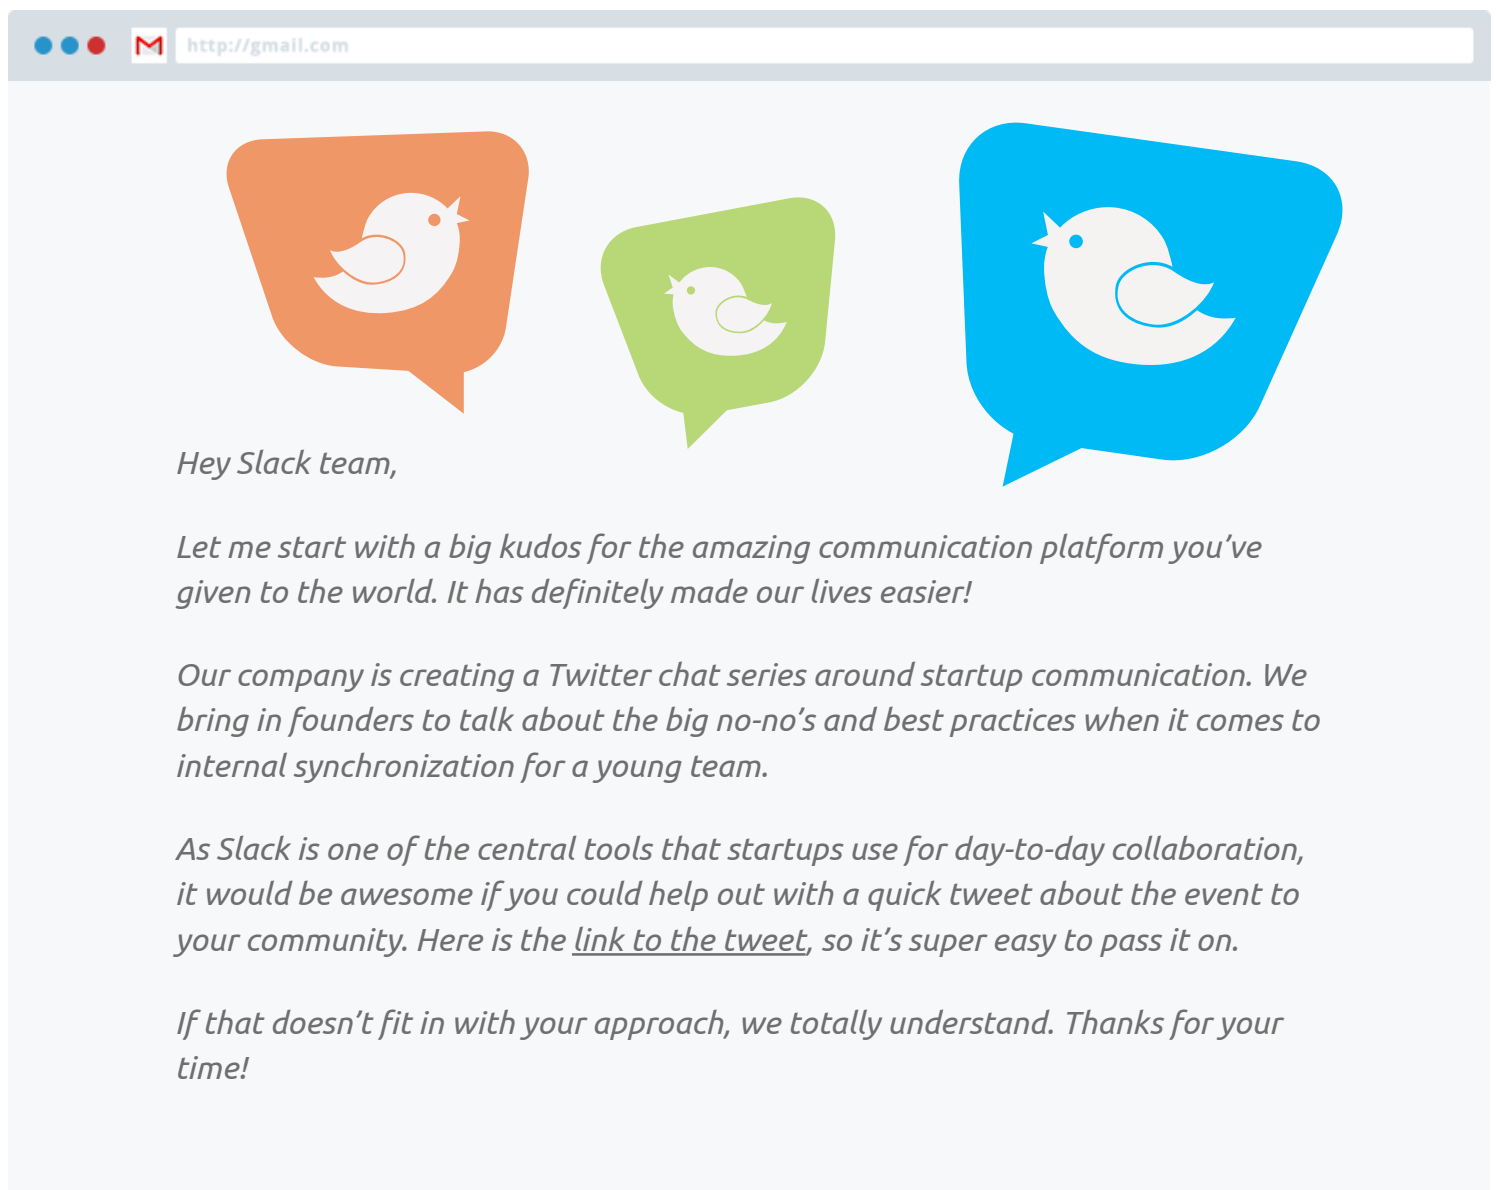 http://gmail.com
Hey Slack team,
Let me start with a big kudos for the amazing communication platform you’ve
given to the world. It has definitely made our lives easier!
Our company is creating a Twitter chat series around startup communication. We
bring in founders to talk about the big no-no’s and best practices when it comes to
internal synchronization for a young team.
As Slack is one of the central tools that startups use for day-to-day collaboration,
it would be awesome if you could help out with a quick tweet about the event to
your community. Here is the link to the tweet, so it’s super easy to pass it on.
If that doesn’t fit in with your approach, we totally understand. Thanks for your
time!